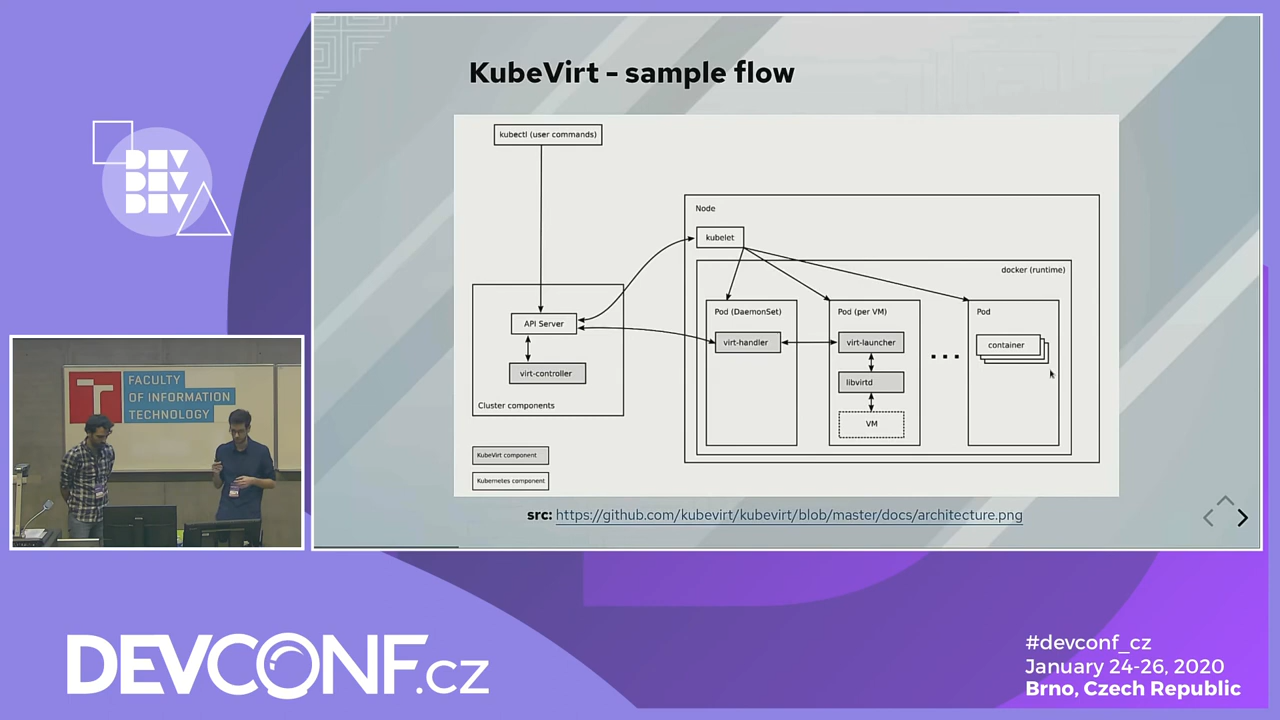 KubeVirt – sample flow
kubectl (user commands)
Node
kubelet
docker (runtime)
API Server
virt-controller
Cluster components
Pod (DaemonSet)
virt-handler
Pod (per VM)
virt-launcher
libvirtd
VM
...
Pod
container
KubeVirt component
Kubernetes component
src: https://github.com/kubevirt/kubevirt/blob/master/docs/architecture.png
DEV
DEV
DEV
FACULTY
OF INFORMATION
TECHNOLOGY
DEVCONF.cz
#devconf_cz
January 24-26, 2020
Brno, Czech Republic